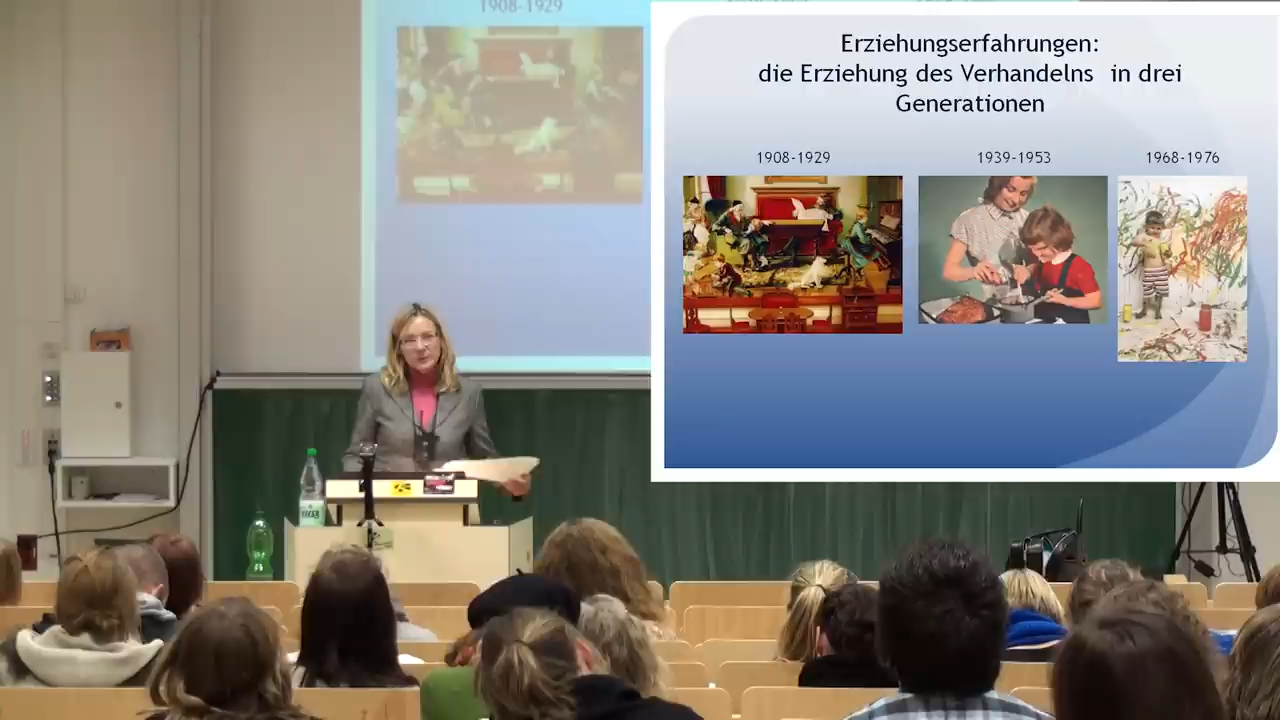 1908-1929
Erziehungserfahrungen:
die Erziehung des Verhandelns in drei
Generationen
1908-1929
1939-1953
1968-1976